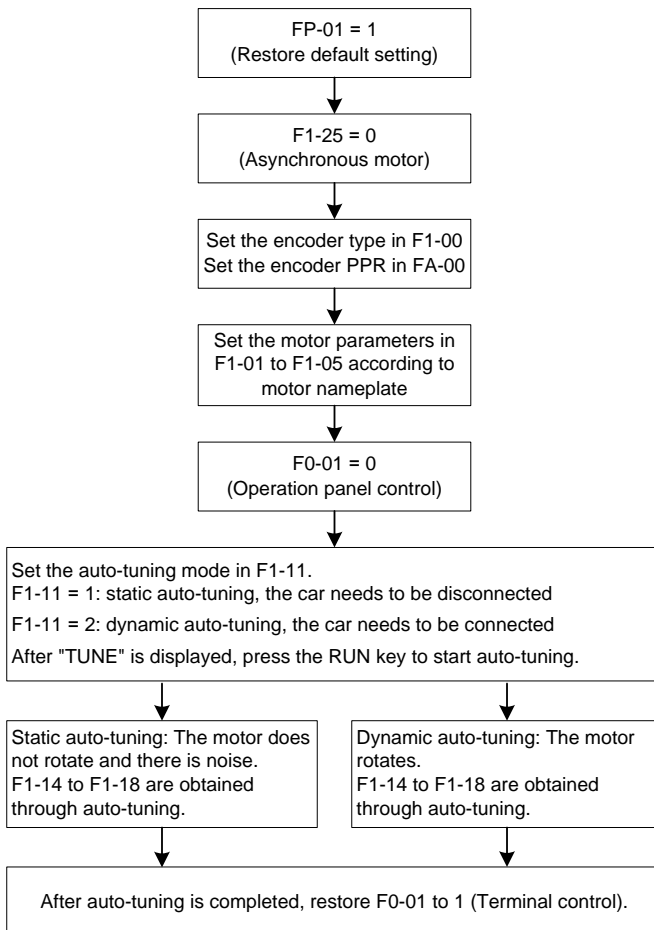 FP-01 = 1
(Restore default setting)
F1-25 = 0
(Asynchronous motor)
Set the encoder type in F1-00
Set the encoder PPR in FA-00
Set the motor parameters in
F1-01 to F1-05 according to
motor nameplate
F0-01 = 0
(Operation panel control)
Set the auto-tuning mode in F1-11.
F1-11 = 1: static auto-tuning, the car needs to be disconnected
F1-11 = 2: dynamic auto-tuning, the car needs to be connected
After "TUNE" is displayed, press the RUN key to start auto-tuning.
Static auto-tuning: The motor does
not rotate and there is noise.
F1-14 to F1-18 are obtained
through auto-tuning.
Dynamic auto-tuning: The motor
rotates.
F1-14 to F1-18 are obtained
through auto-tuning.
After auto-tuning is completed, restore F0-01 to 1 (Terminal control).